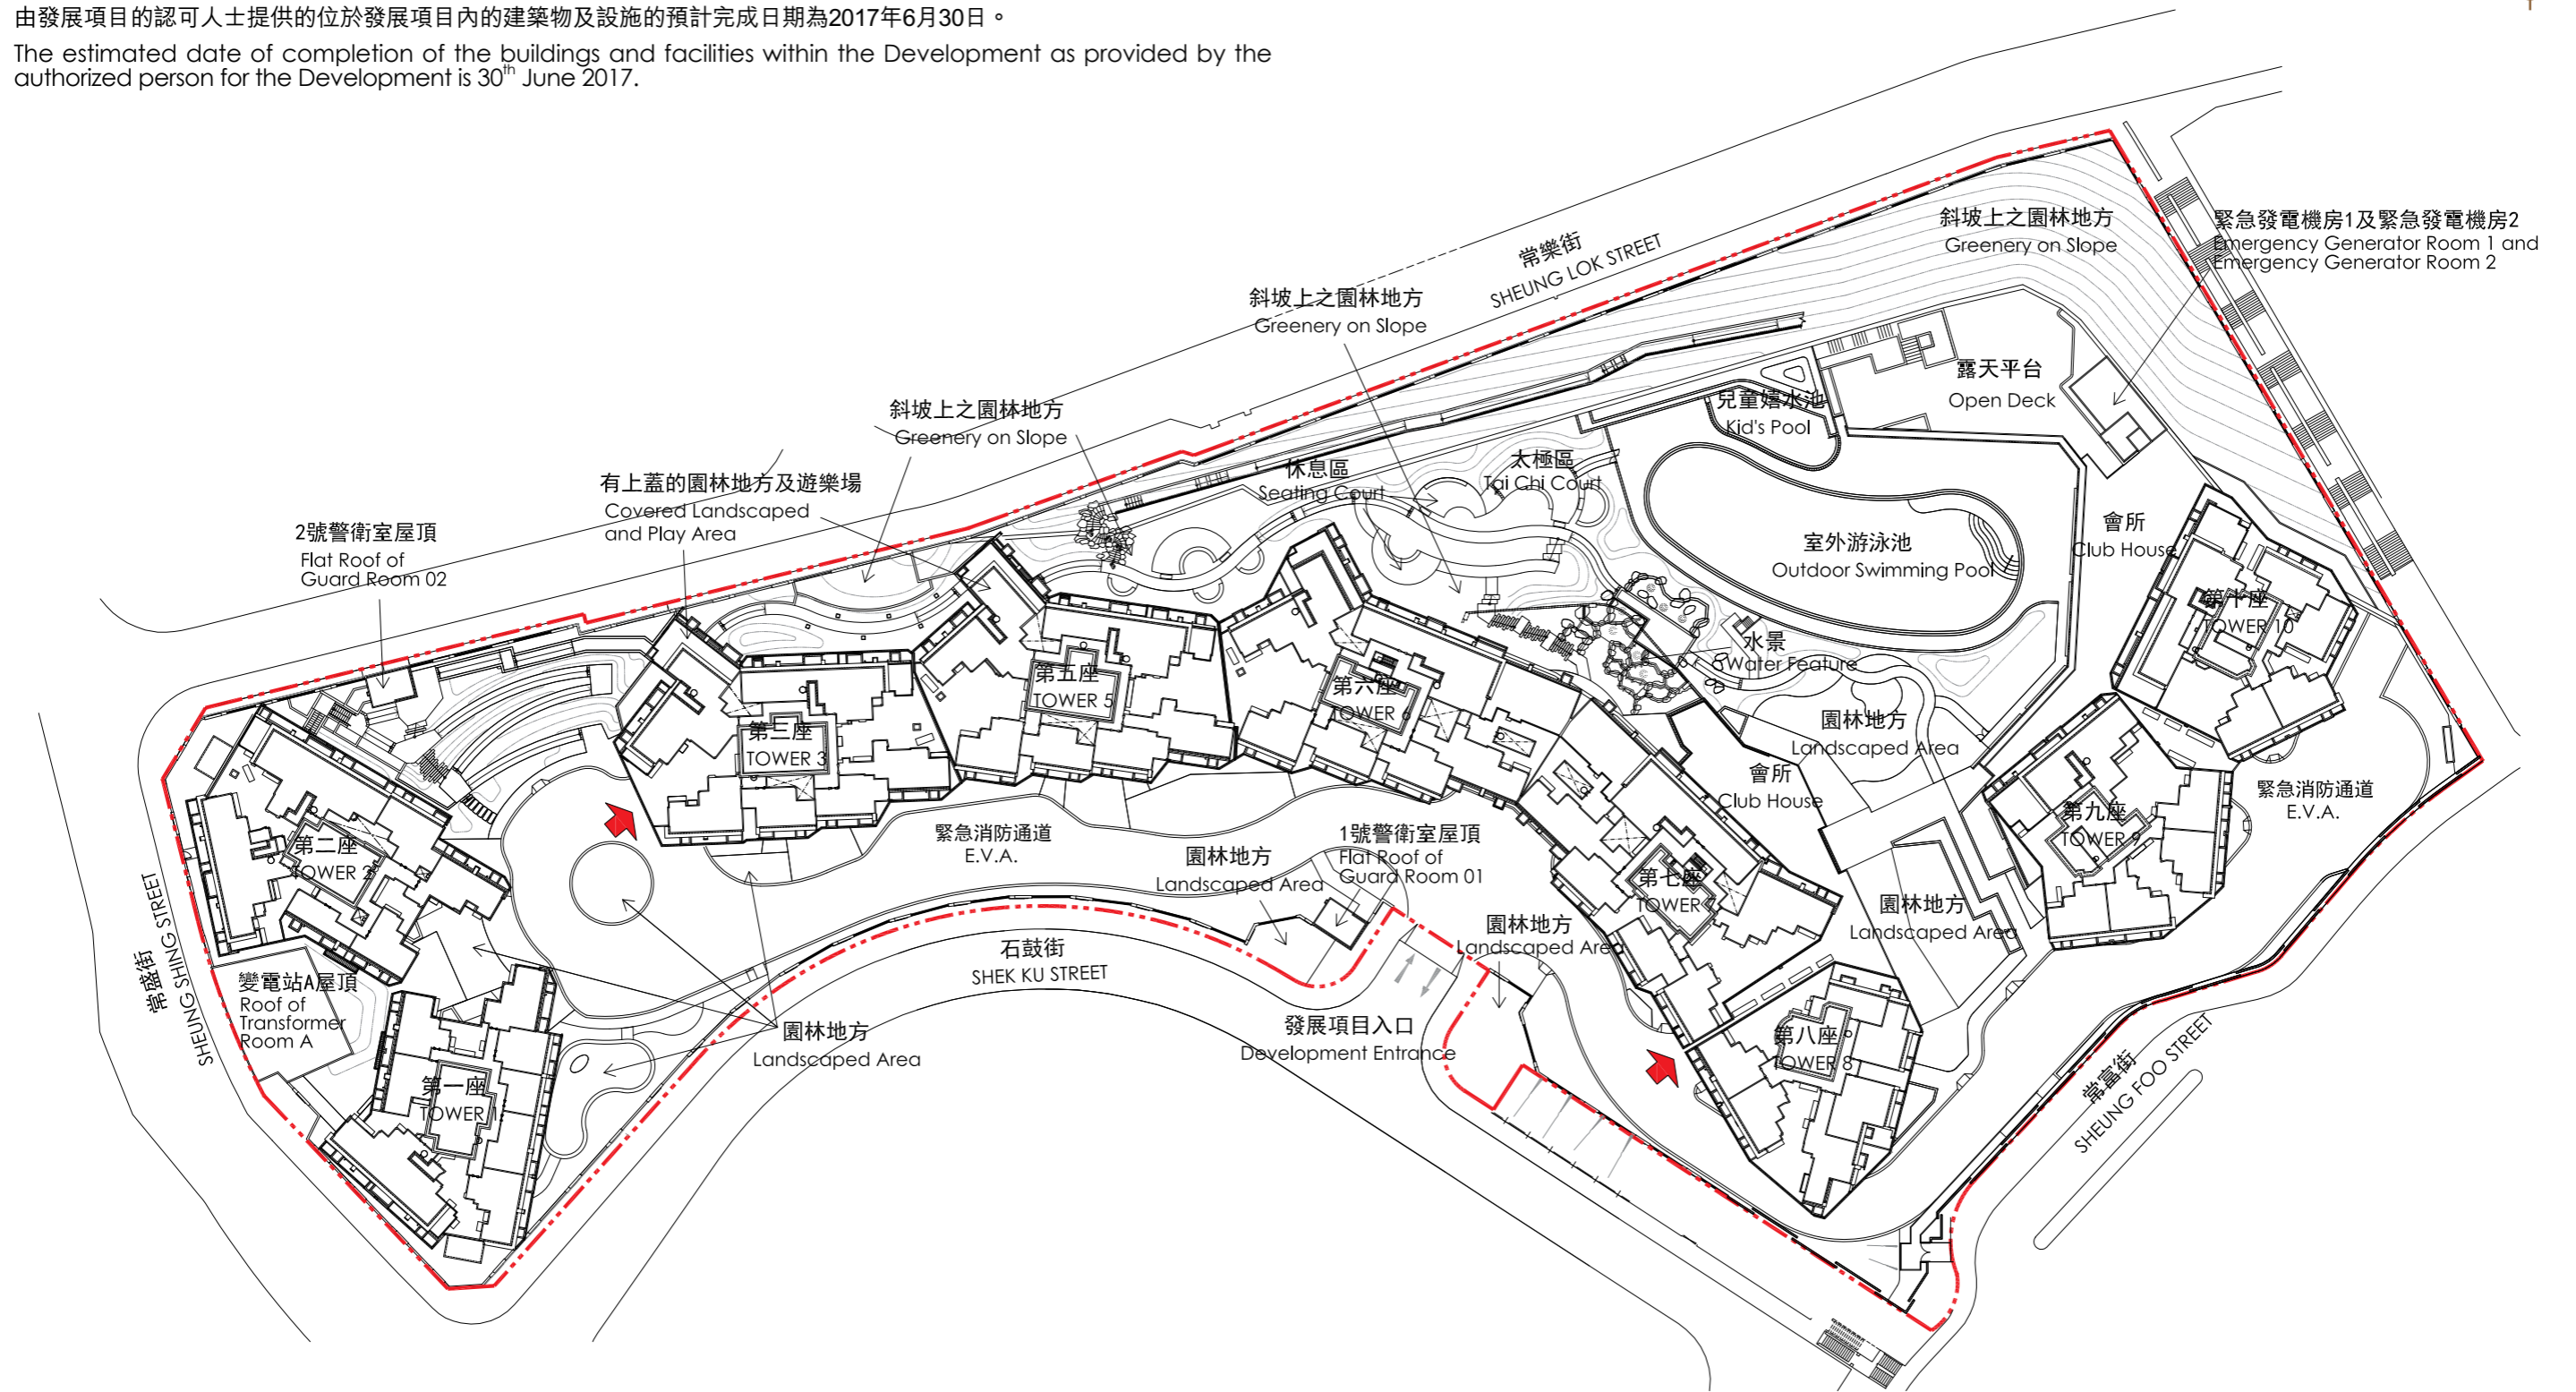 由發展項目的認可人士提供的位於發展項目內的建築物及設施的預計完成日期為2017年6月30日。
The estimated date of completion of the buildings and facilities within the Development as provided by the
authorized person for the Development is 30th June 2017.
斜坡上之園林地方
Greenery on Slope
緊急發電機房1及緊急發電機房2
Emergency Generator Room 1 and
Emergency Generator Room 2
常樂街
SHEUNG LOK STREET
斜坡上之園林地方
Greenery on Slope
露天平台
Open Deck
兒童嬉水池
Kid's Pool
斜坡上之園林地方
Greenery on Slope
休息區
Seating Court
太極區
Tai Chi Court
有上蓋的園林地方及遊樂場
Covered Landscaped
and Play Area
2號警衛室屋頂
Flat Roof of
Guard Room 02
室外游泳池
Outdoor Swimming Pool
會所
Club House
第十座
TOWER 10
水景
Water Feature
第五座
TOWER 5
第六座
TOWER 6
第三座
TOWER 3
園林地方
Landscaped Area
會所
Club House
緊急消防通道
E.V.A.
第九座
TOWER 9
緊急消防通道
E.V.A.
1號警衛室屋頂
Flat Roof of
Guard Room 01
園林地方
Landscaped Area
第二座
TOWER 2
第七座
TOWER 7
園林地方
Landscaped Area
園林地方
Landscaped Area
石鼓街
SHEK KU STREET
常盛街
SHEUNG SHING STREET
變電站A屋頂
Roof of
Transformer
Room A
園林地方
Landscaped Area
發展項目入口
Development Entrance
第八座
TOWER 8
第一座
TOWER 1
常富街
SHEUNG FOO STREET